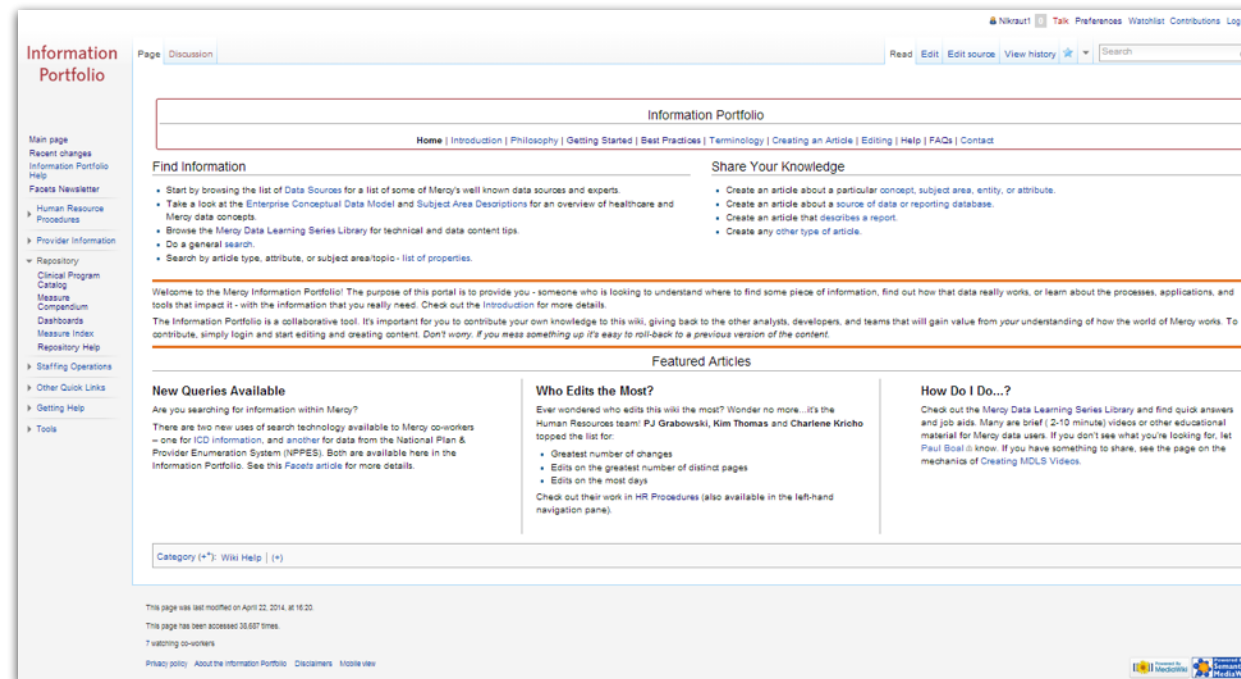 Nlkraut1 0 Talk Preferences Watchlist Contributions Log
Information
Portfolio
Page Discussion
Read Edit Edit source View history Search
Main page
Recent changes
Information Portfolio
Help
Facets Newsletter
Human Resource
Procedures
Provider Information
Repository
Clinical Program
Catalog
Measure
Compendium
Dashboards
Measure Index
Repository Help
Staffing Operations
Other Quick Links
Getting Help
Tools
Information Portfolio
Home | Introduction | Philosophy | Getting Started | Best Practices | Terminology | Creating an Article | Editing | Help | FAQs | Contact
Find Information
• Start by browsing the list of Data Sources for a list of some of Mercy's well known data sources and experts.
• Take a look at the Enterprise Conceptual Data Model and Subject Area Descriptions for an overview of healthcare and
Mercy data concepts.
• Browse the Mercy Data Learning Series Library for technical and data content tips.
• Do a general search.
• Search by article type, attribute, or subject area/topic - list of properties.
Share Your Knowledge
• Create an article about a particular concept, subject area, entity, or attribute.
• Create an article about a source of data or reporting database.
• Create an article that describes a report.
• Create any other type of article.
Welcome to the Mercy Information Portfolio! The purpose of this portal is to provide you - someone who is looking to understand where to find some piece of information, find out how that data really works, or learn about the processes, applications, and
tools that impact it - with the information that you really need. Check out the Introduction for more details.
The Information Portfolio is a collaborative tool. It's important for you to contribute your own knowledge to this wiki, giving back to the other analysts, developers, and teams that will gain value from your understanding of how the world of Mercy works. To
contribute, simply login and start editing and creating content. Don't worry. If you mess something up it's easy to roll-back to a previous version of the content.
Featured Articles
New Queries Available
Are you searching for information within Mercy?
There are two new uses of search technology available to Mercy co-workers
– one for ICD information, and another for data from the National Plan &
Provider Enumeration System (NPPES). Both are available here in the
Information Portfolio. See this Facets article for more details.
Who Edits the Most?
Ever wondered who edits this wiki the most? Wonder no more...it's the
Human Resources team! PJ Grabowski, Kim Thomas and Charlene Kricho
topped the list for:
• Greatest number of changes
• Edits on the greatest number of distinct pages
• Edits on the most days
Check out their work in HR Procedures (also available in the left-hand
navigation pane).
How Do I Do...?
Check out the Mercy Data Learning Series Library and find quick answers
and job aids. Many are brief ( 2-10 minute) videos or other educational
material for Mercy data users. If you don't see what you're looking for, let
Paul Boal know. If you have something to share, see the page on the
mechanics of Creating MDLS Videos.
Category (++): Wiki Help | (+)
This page was last modified on April 22, 2014, at 16:20.
This page has been accessed 38,687 times.
7 watching co-workers
Privacy policy About the Information Portfolio Disclaimers Mobile view
Powered By
MediaWiki
Powered
Semant
MediaW